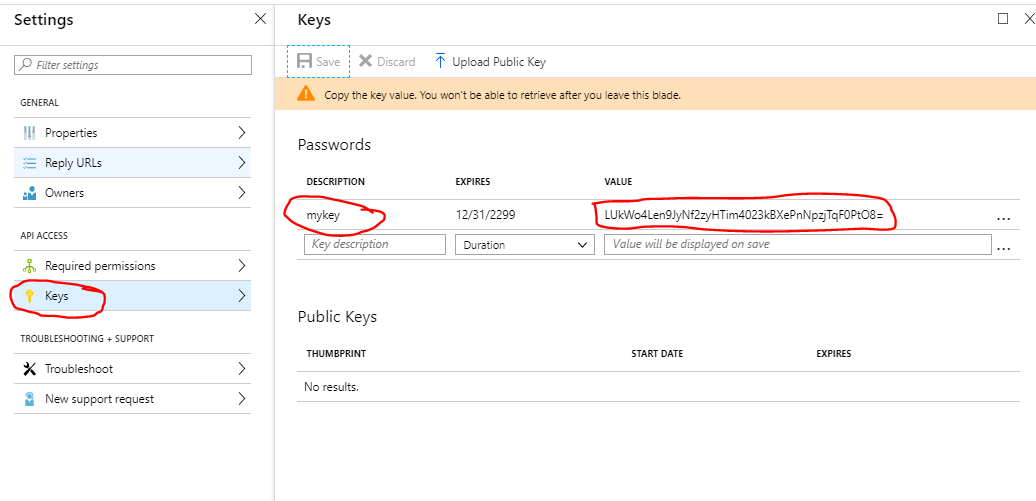 Settings
Filter settings
GENERAL
Properties
Reply URLs
Owners
API ACCESS
Required permissions
Keys
TROUBLESHOOTING + SUPPORT
Troubleshoot
New support request
Keys
Save Discard Upload Public Key
Copy the key value. You won't be able to retrieve after you leave this blade.
Passwords
DESCRIPTION EXPIRES VALUE
mykey 12/31/2299 LUkWo4Len9JyNf2zyHTim4023kBXePnNpzjTqF0PtO8= ...
Key description Duration Value will be displayed on save ...
Public Keys
THUMBPRINT START DATE EXPIRES
No results.